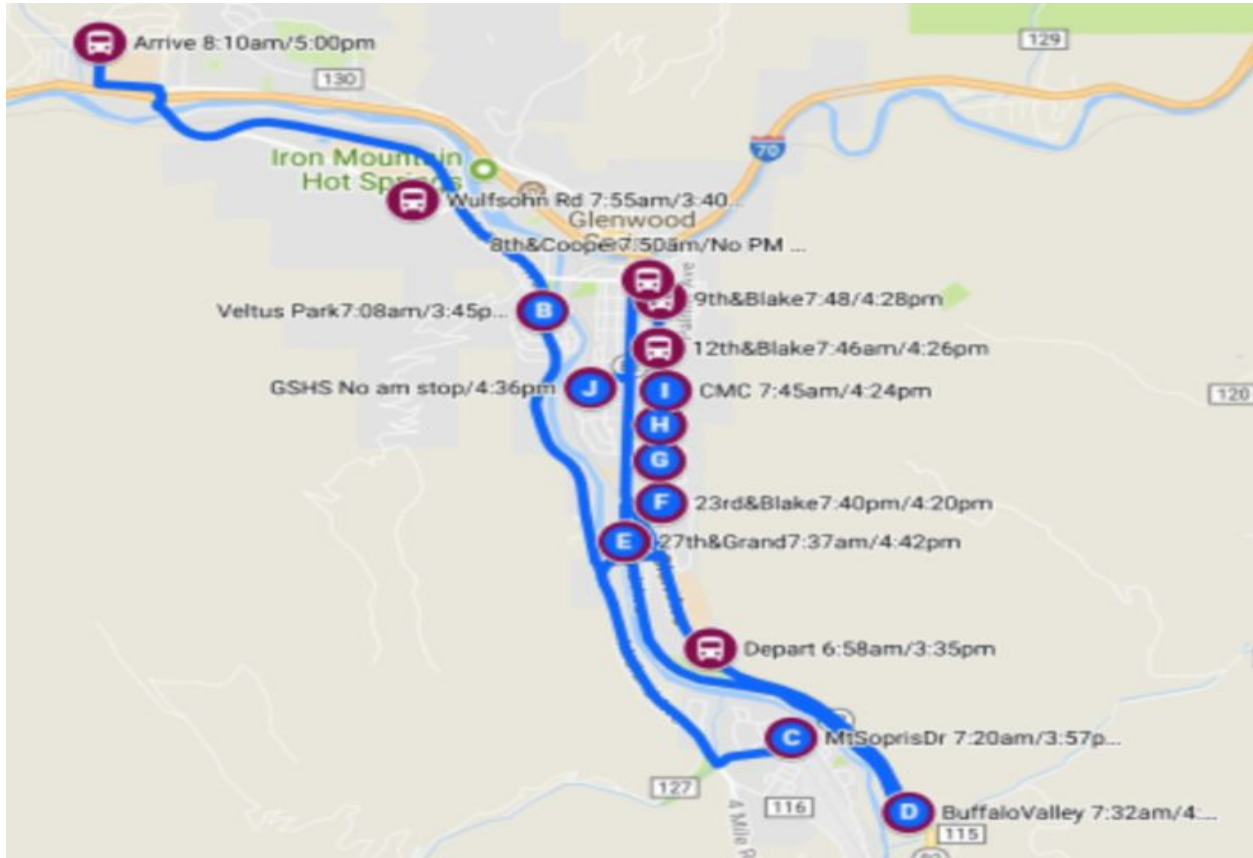 Arrive 8:10am/5:00pm
129
130
70
Iron Mountain
Hot Springs
Wulfsohn Rd 7:55am/3:40...
Glenwood
8th&Cooper7:50am/No PM ...
Ave
9th&Blake7:48/4:28pm
Veltus Park7:08am/3:45p...
B
12th&Blake7:46am/4:26pm
GSHS No am stop/4:36pm
J
I
CMC 7:45am/4:24pm
120
H
G
F
23rd&Blake7:40pm/4:20pm
E
27th&Grand7:37am/4:42pm
Depart 6:58am/3:35pm
C
MtSoprisDr 7:20am/3:57p...
127
116
4 Mile R
D
BuffaloValley 7:32am/4:...
115